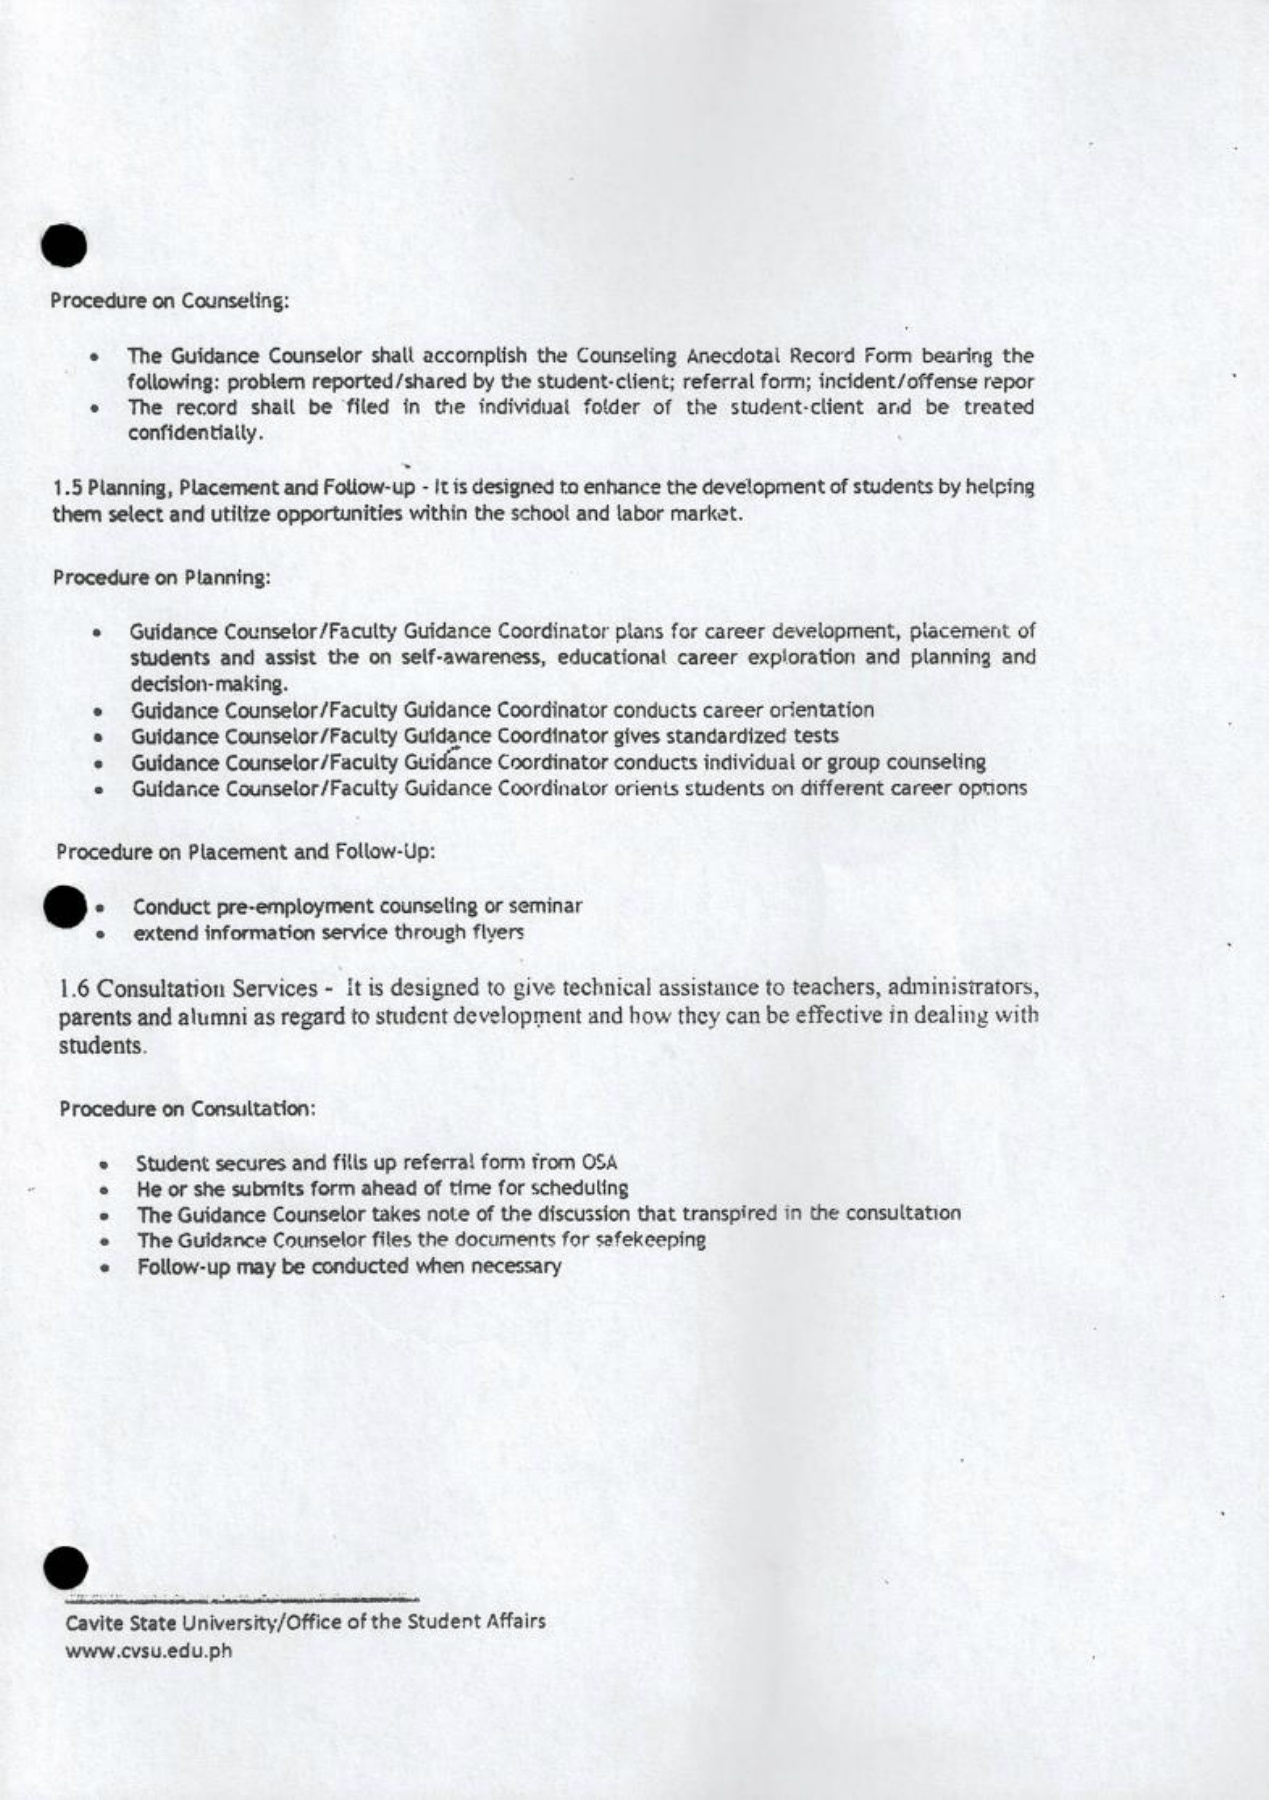 Procedure on Counseling:
• The Guidance Counselor shall accomplish the Counseling Anecdotal Record Form bearing the
following: problem reported/shared by the student-client; referral form; incident/offense repor
• The record shall be filed in the individual folder of the student-client and be treated
confidentially.
1.5 Planning, Placement and Follow-up - It is designed to enhance the development of students by helping
them select and utilize opportunities within the school and labor market.
Procedure on Planning:
• Guidance Counselor/Faculty Guidance Coordinator plans for career development, placement of
students and assist the on self-awareness, educational career exploration and planning and
decision-making.
• Guidance Counselor/Faculty Guidance Coordinator conducts career orientation
• Guidance Counselor/Faculty Guidance Coordinator gives standardized tests
• Guidance Counselor/Faculty Guidance Coordinator conducts individual or group counseling
• Guidance Counselor/Faculty Guidance Coordinator orients students on different career options
Procedure on Placement and Follow-Up:
• Conduct pre-employment counseling or seminar
• extend information service through flyers
1.6 Consultation Services - It is designed to give technical assistance to teachers, administrators,
parents and alumni as regard to student development and how they can be effective in dealing with
students.
Procedure on Consultation:
• Student secures and fills up referral form from OSA
• He or she submits form ahead of time for scheduling
• The Guidance Counselor takes note of the discussion that transpired in the consultation
• The Guidance Counselor files the documents for safekeeping
• Follow-up may be conducted when necessary
Cavite State University/Office of the Student Affairs
www.cvsu.edu.ph